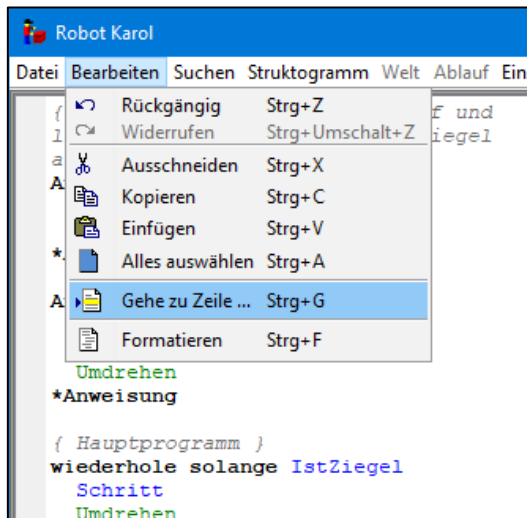 Robot Karol
Datei Bearbeiten Suchen Struktogramm Welt Ablauf Ein
{ f und
Rückgängig Strg+Z
l iegel
Widerrufen Strg+Umschalt+Z
a
Ausschneiden Strg+X
A
Kopieren Strg+C
Einfügen Strg+V
*
Alles auswählen Strg+A
A
Gehe zu Zeile ... Strg+G
Formatieren Strg+F
Umdrehen
*Anweisung
{ Hauptprogramm }
wiederhole solange IstZiegel
Schritt
Umdrehen